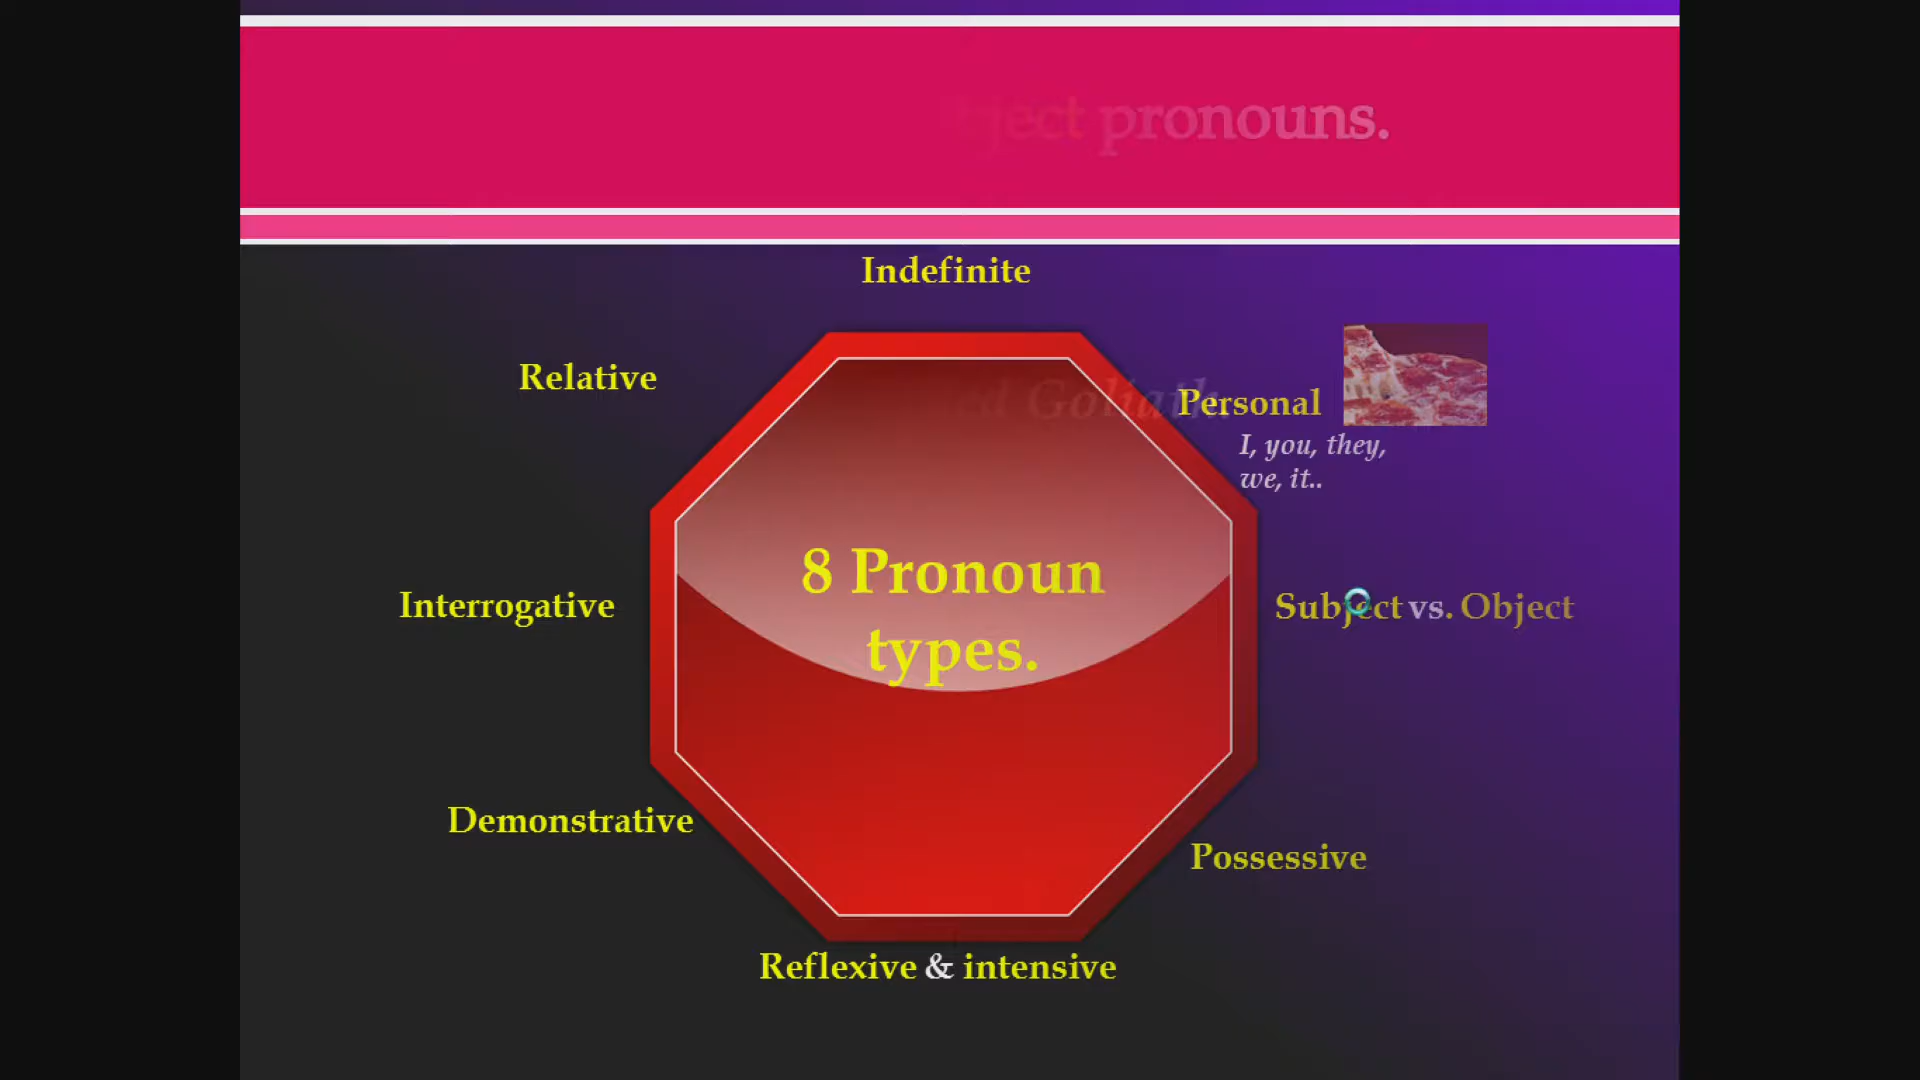 pronouns.
Indefinite
Relative
Goliath.
Personal
I, you, they,
we, it..
8 Pronoun
types.
Interrogative
Subject vs. Object
Demonstrative
Possessive
Reflexive & intensive